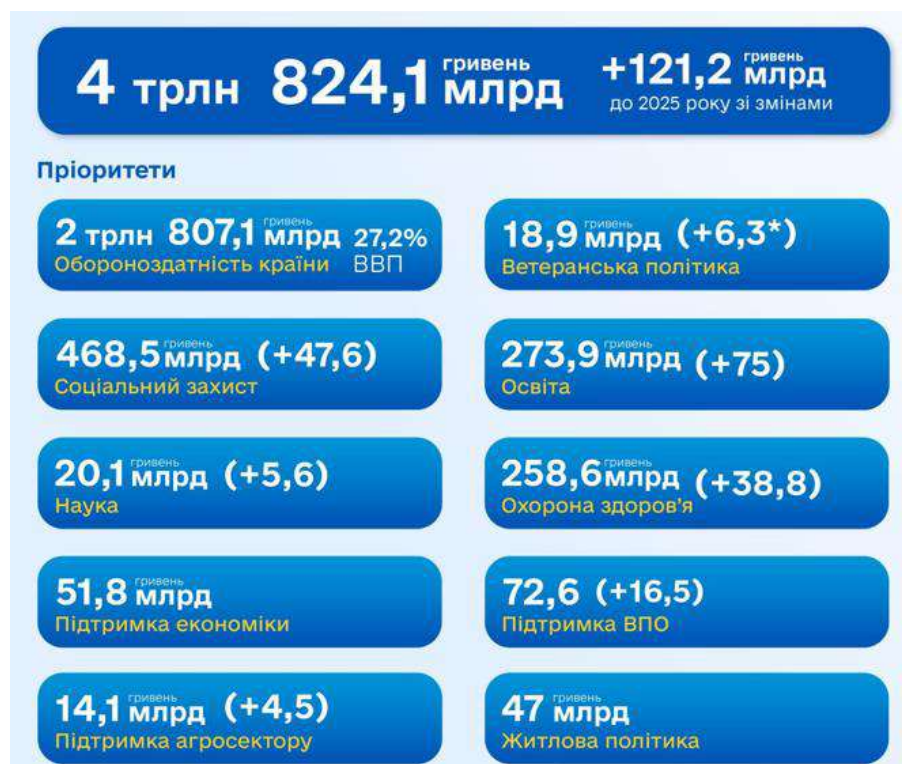 4 трлн 824,1 гривень млрд +121,2 гривень млрд
до 2025 року зі змінами
Пріоритети
2 трлн 807,1 гривень млрд 27,2%
Обороноздатність країни ВВП
18,9 гривень млрд (+6,3*)
Ветеранська політика
468,5 гривень млрд (+47,6)
Соціальний захист
273,9 гривень млрд (+75)
Освіта
20,1 гривень млрд (+5,6)
Наука
258,6 гривень млрд (+38,8)
Охорона здоров'я
51,8 гривень млрд
Підтримка економіки
72,6 (+16,5)
Підтримка ВПО
14,1 гривень млрд (+4,5)
Підтримка агросектору
47 гривень млрд
Житлова політика